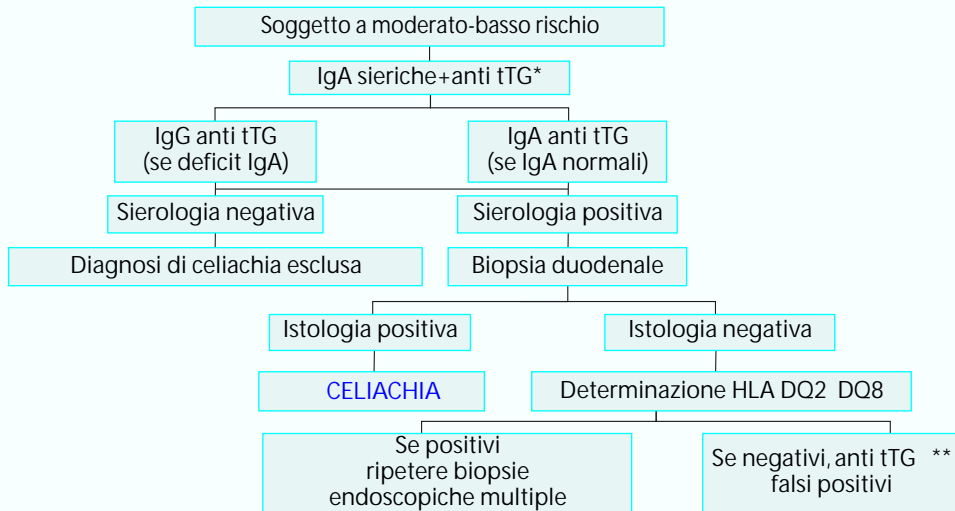 Soggetto a moderato-basso rischio
IgA sieriche+anti tTG*
IgG anti tTG
(se deficit IgA)
IgA anti tTG
(se IgA normali)
Sierologia negativa
Sierologia positiva
Diagnosi di celiachia esclusa
Biopsia duodenale
Istologia positiva
Istologia negativa
CELIACHIA
Determinazione HLA DQ2 DQ8
Se positivi
ripetere biopsie
endoscopiche multiple
Se negativi, anti tTG **
falsi positivi